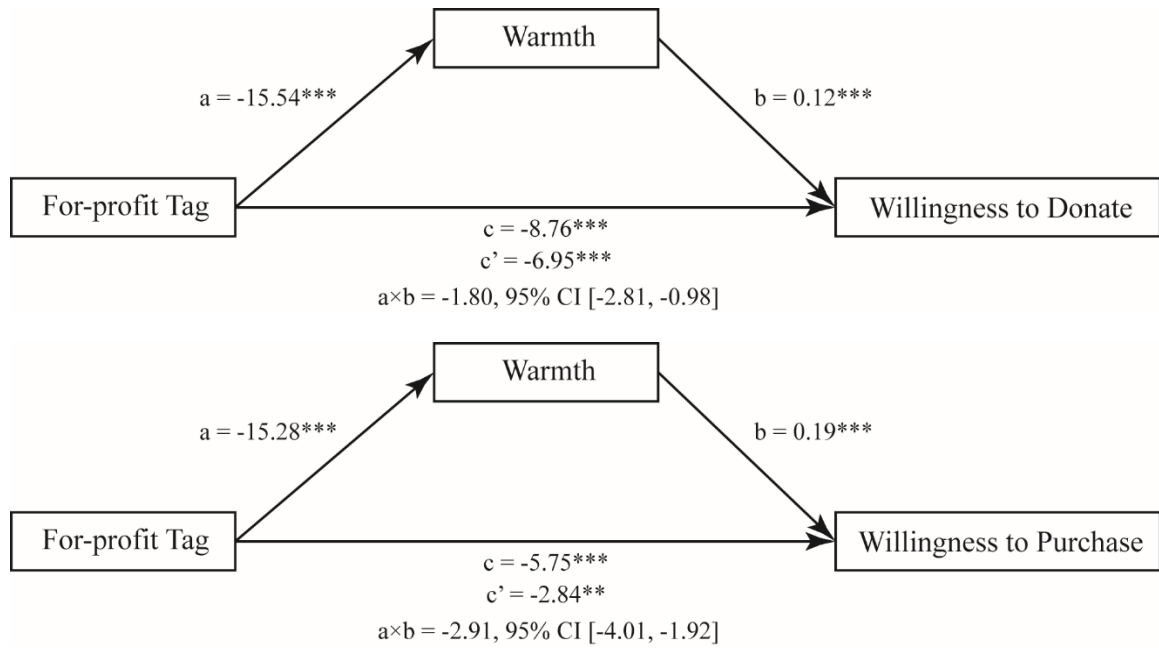 Warmth
a = -15.54***
b = 0.12***
For-profit Tag
Willingness to Donate
c = -8.76***
c’ = -6.95***
a×b = -1.80, 95% CI [-2.81, -0.98]
Warmth
a = -15.28***
b = 0.19***
For-profit Tag
Willingness to Purchase
c = -5.75***
c’ = -2.84**
a×b = -2.91, 95% CI [-4.01, -1.92]